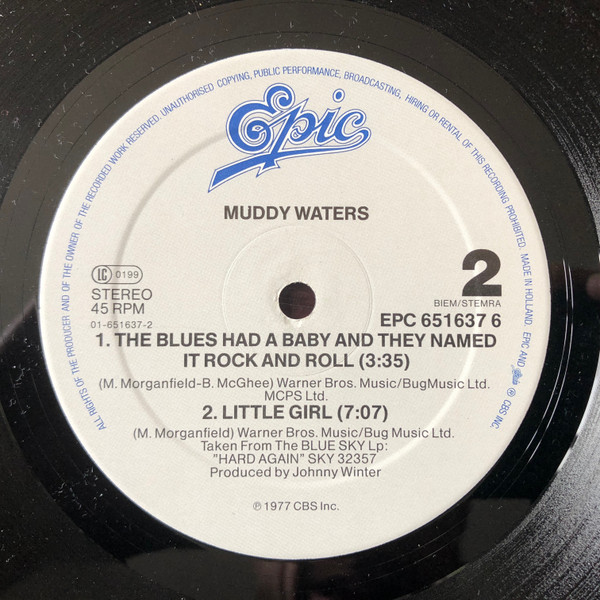 ALL RIGHTS OF THE PRODUCER AND OF THE OWNER OF THE RECORDED WORK RESERVED. UNAUTHORISED COPYING, PUBLIC PERFORMANCE, BROADCASTING, HIRING OR RENTAL OF THIS RECORDING PROHIBITED. MADE IN HOLLAND. EPIC AND Epic ® CBS INC.
Epic
MUDDY WATERS
LC 0199
STEREO
45 RPM
01-651637-2
2
BIEM/STEMRA
EPC 651637 6
1. THE BLUES HAD A BABY AND THEY NAMED
IT ROCK AND ROLL (3:35)
(M. Morganfield-B. McGhee) Warner Bros. Music/BugMusic Ltd.
MCPS Ltd.
2. LITTLE GIRL (7:07)
(M. Morganfield) Warner Bros. Music/Bug Music Ltd.
Taken From The BLUE SKY Lp:
"HARD AGAIN" SKY 32357
Produced by Johnny Winter
℗ 1977 CBS Inc.